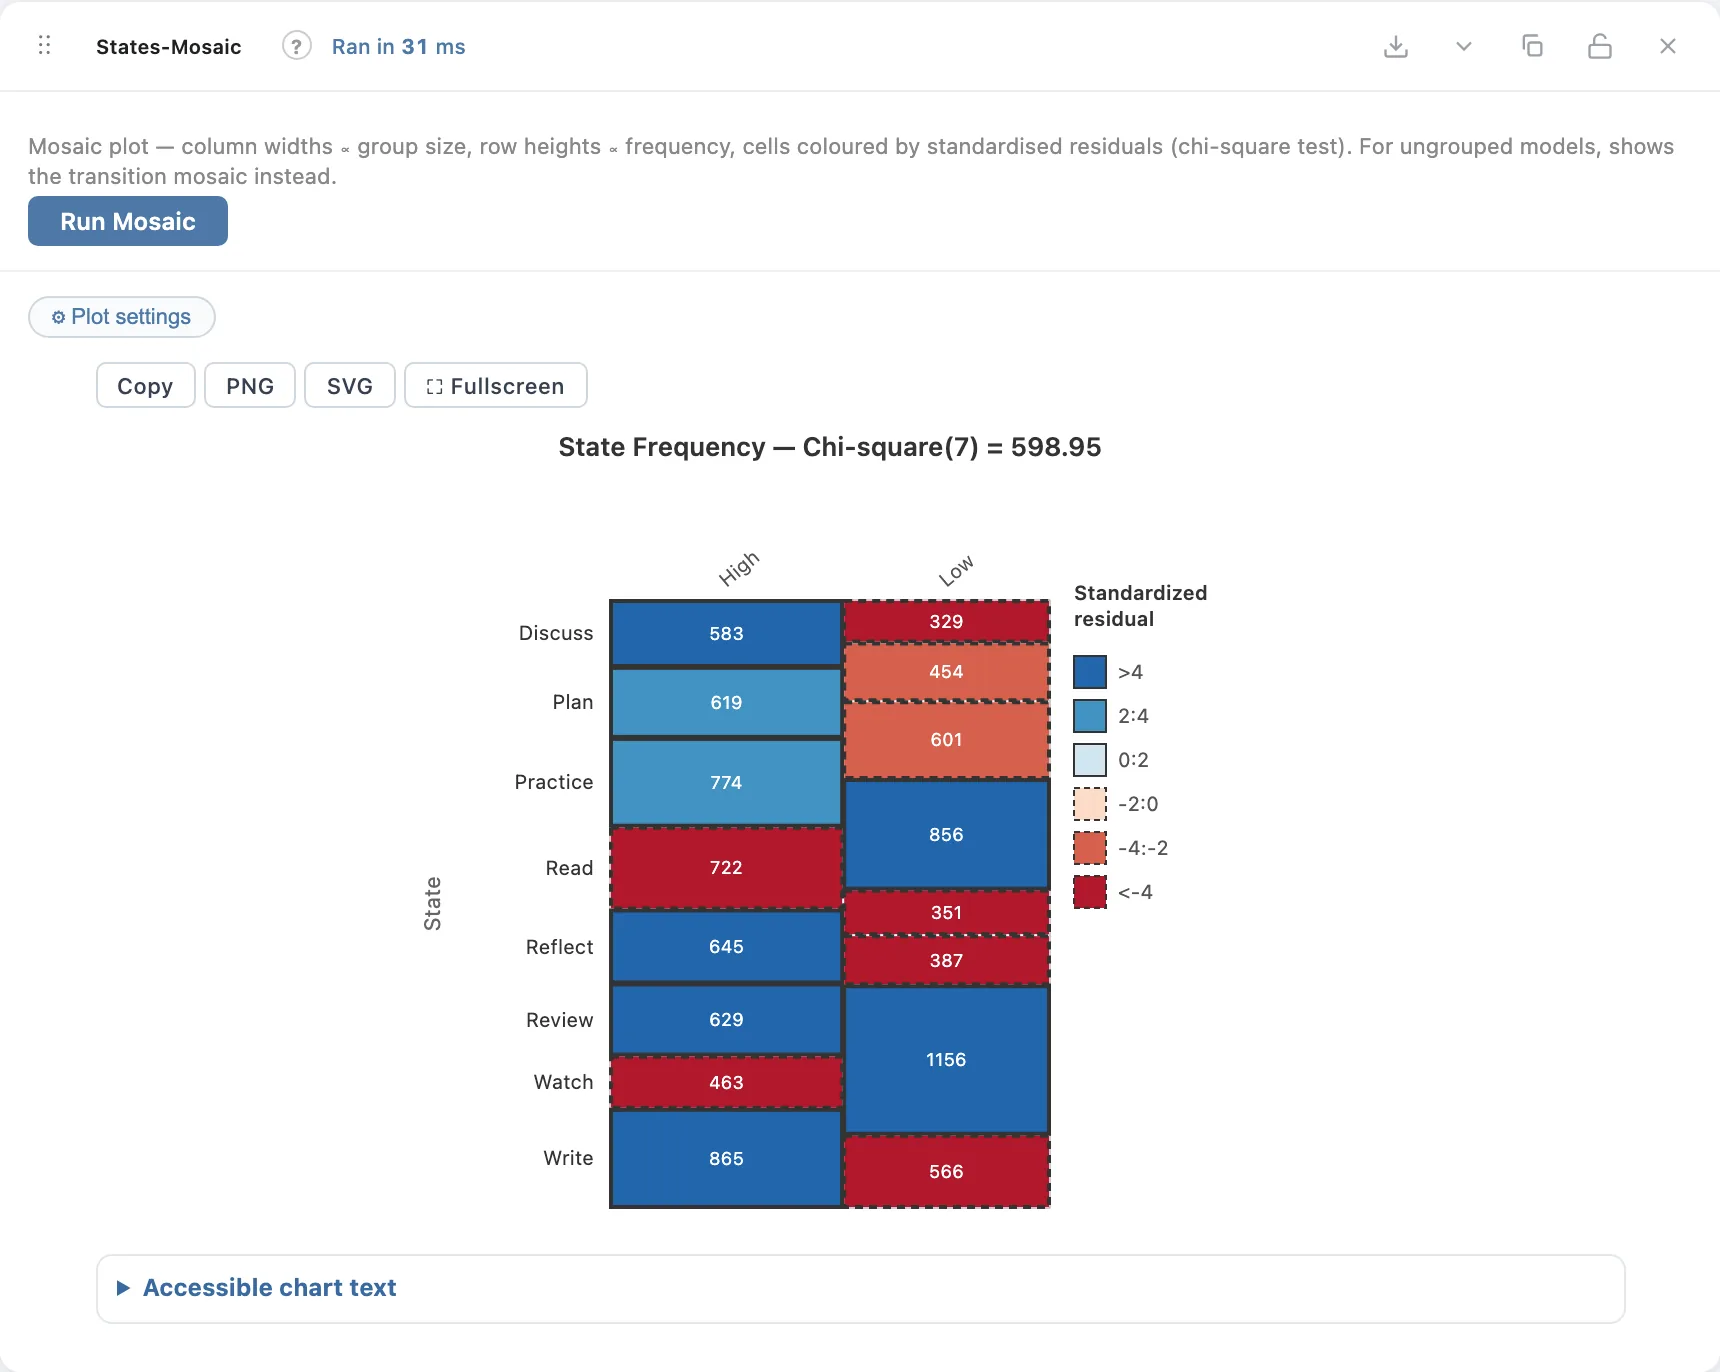 States-Mosaic
?
Ran in 31 ms
Mosaic plot — column widths ∝ group size, row heights ∝ frequency, cells coloured by standardised residuals (chi-square test). For ungrouped models, shows
the transition mosaic instead.
Run Mosaic
⚙ Plot settings
Copy
PNG
SVG
⛶ Fullscreen
State Frequency — Chi-square(7) = 598.95
High
Low
State
Discuss
Plan
Practice
Read
Reflect
Review
Watch
Write
583
619
774
722
645
629
463
865
329
454
601
856
351
387
1156
566
Standardized
residual
>4
2:4
0:2
-2:0
-4:-2
<-4
▶ Accessible chart text